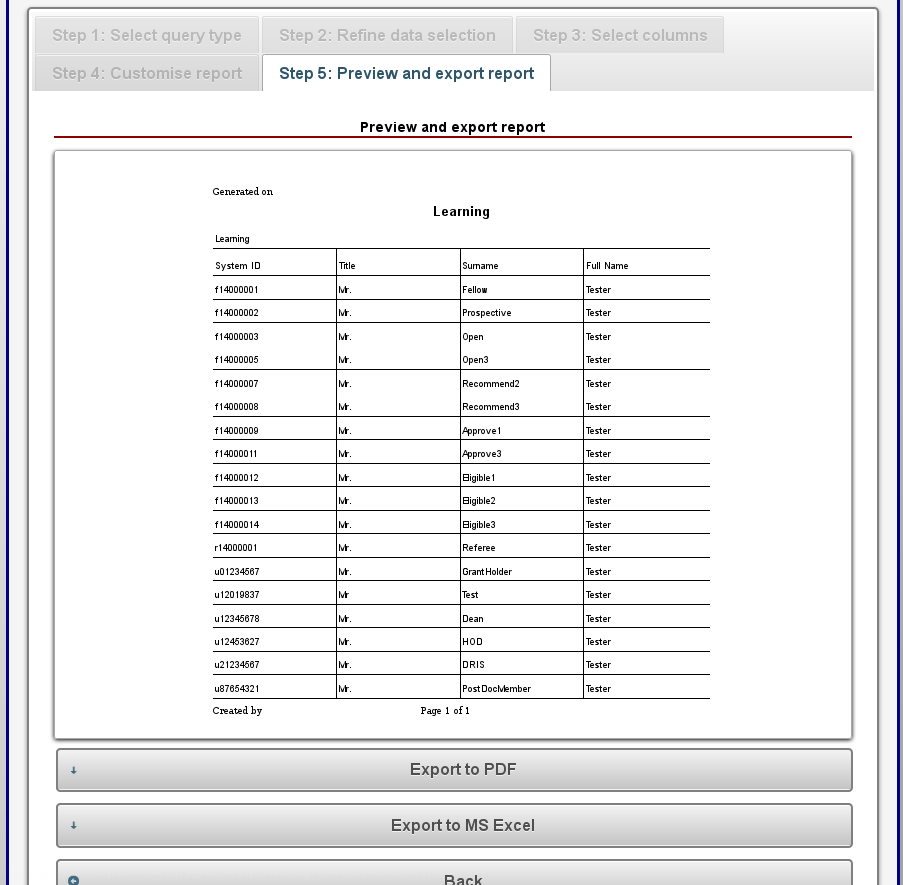 Step 1: Select query type Step 2: Refine data selection Step 3: Select columns
Step 4: Customise report Step 5: Preview and export report
Preview and export report
Generated on
Learning
Learning
System ID Title Surname Full Name
f14000001 Mr. Fellow Tester
f14000002 Mr. Prospective Tester
f14000003 Mr. Open Tester
f14000005 Mr. Open3 Tester
f14000007 Mr. Recommend2 Tester
f14000008 Mr. Recommend3 Tester
f14000009 Mr. Approve1 Tester
f14000011 Mr. Approve3 Tester
f14000012 Mr. Eligible1 Tester
f14000013 Mr. Eligible2 Tester
f14000014 Mr. Eligible3 Tester
r14000001 Mr. Referee Tester
u01234567 Mr. GrantHolder Tester
u12019837 Mr Test Tester
u12345678 Mr. Dean Tester
u12453627 Mr. HOD Tester
u21234567 Mr. DRIS Tester
u87654321 Mr. PostDocMember Tester
Created by Page 1 of 1
Export to PDF
Export to MS Excel
Back